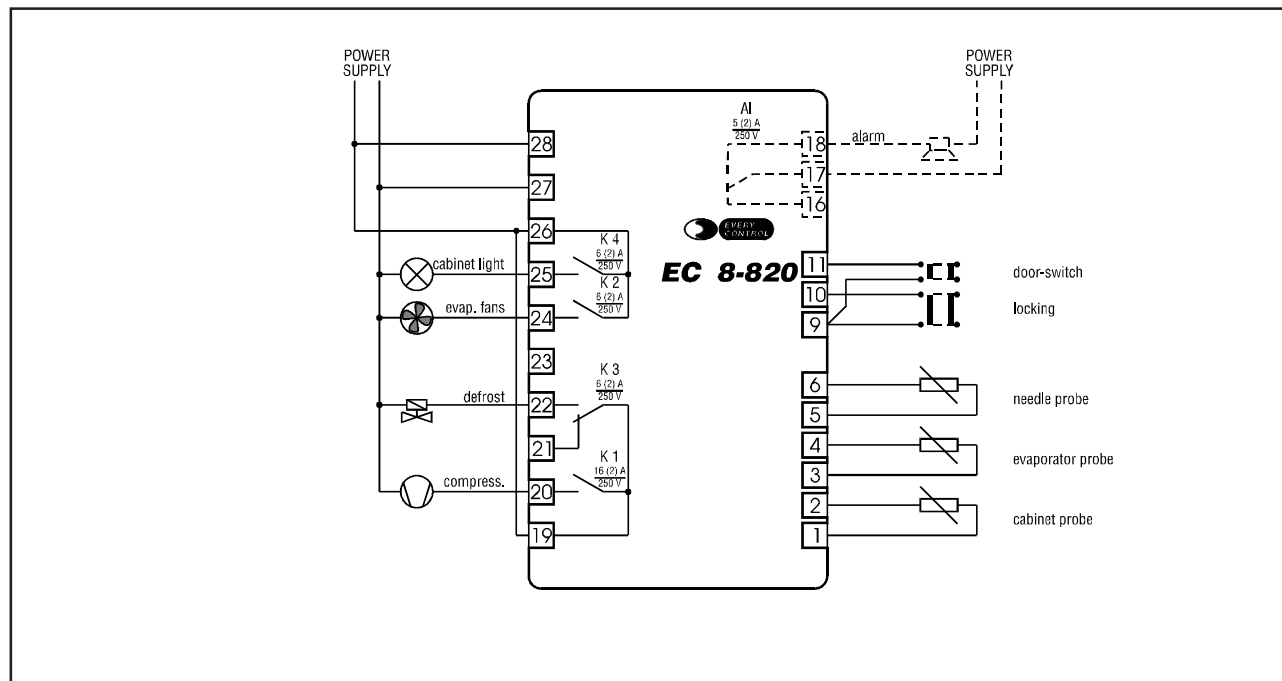 POWER
SUPPLY
POWER
SUPPLY
AI
5 (2) A
250 V
28
18
alarm
27
17
16
26
EVERY
CONTROL
K 4
6 (2) A
250 V
cabinet light
25
EC 8-820
11
door-switch
K 2
6 (2) A
250 V
10
locking
evap. fans
24
9
23
K 3
6 (2) A
250 V
6
needle probe
defrost
22
5
21
4
evaporator probe
K 1
16 (2) A
250 V
3
compress.
20
2
cabinet probe
19
1